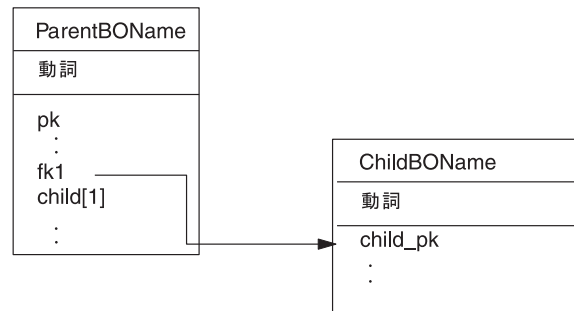 ParentBOName
動詞
pk
:
fk1
child[1]
:
ChildBOName
動詞
child_pk
: